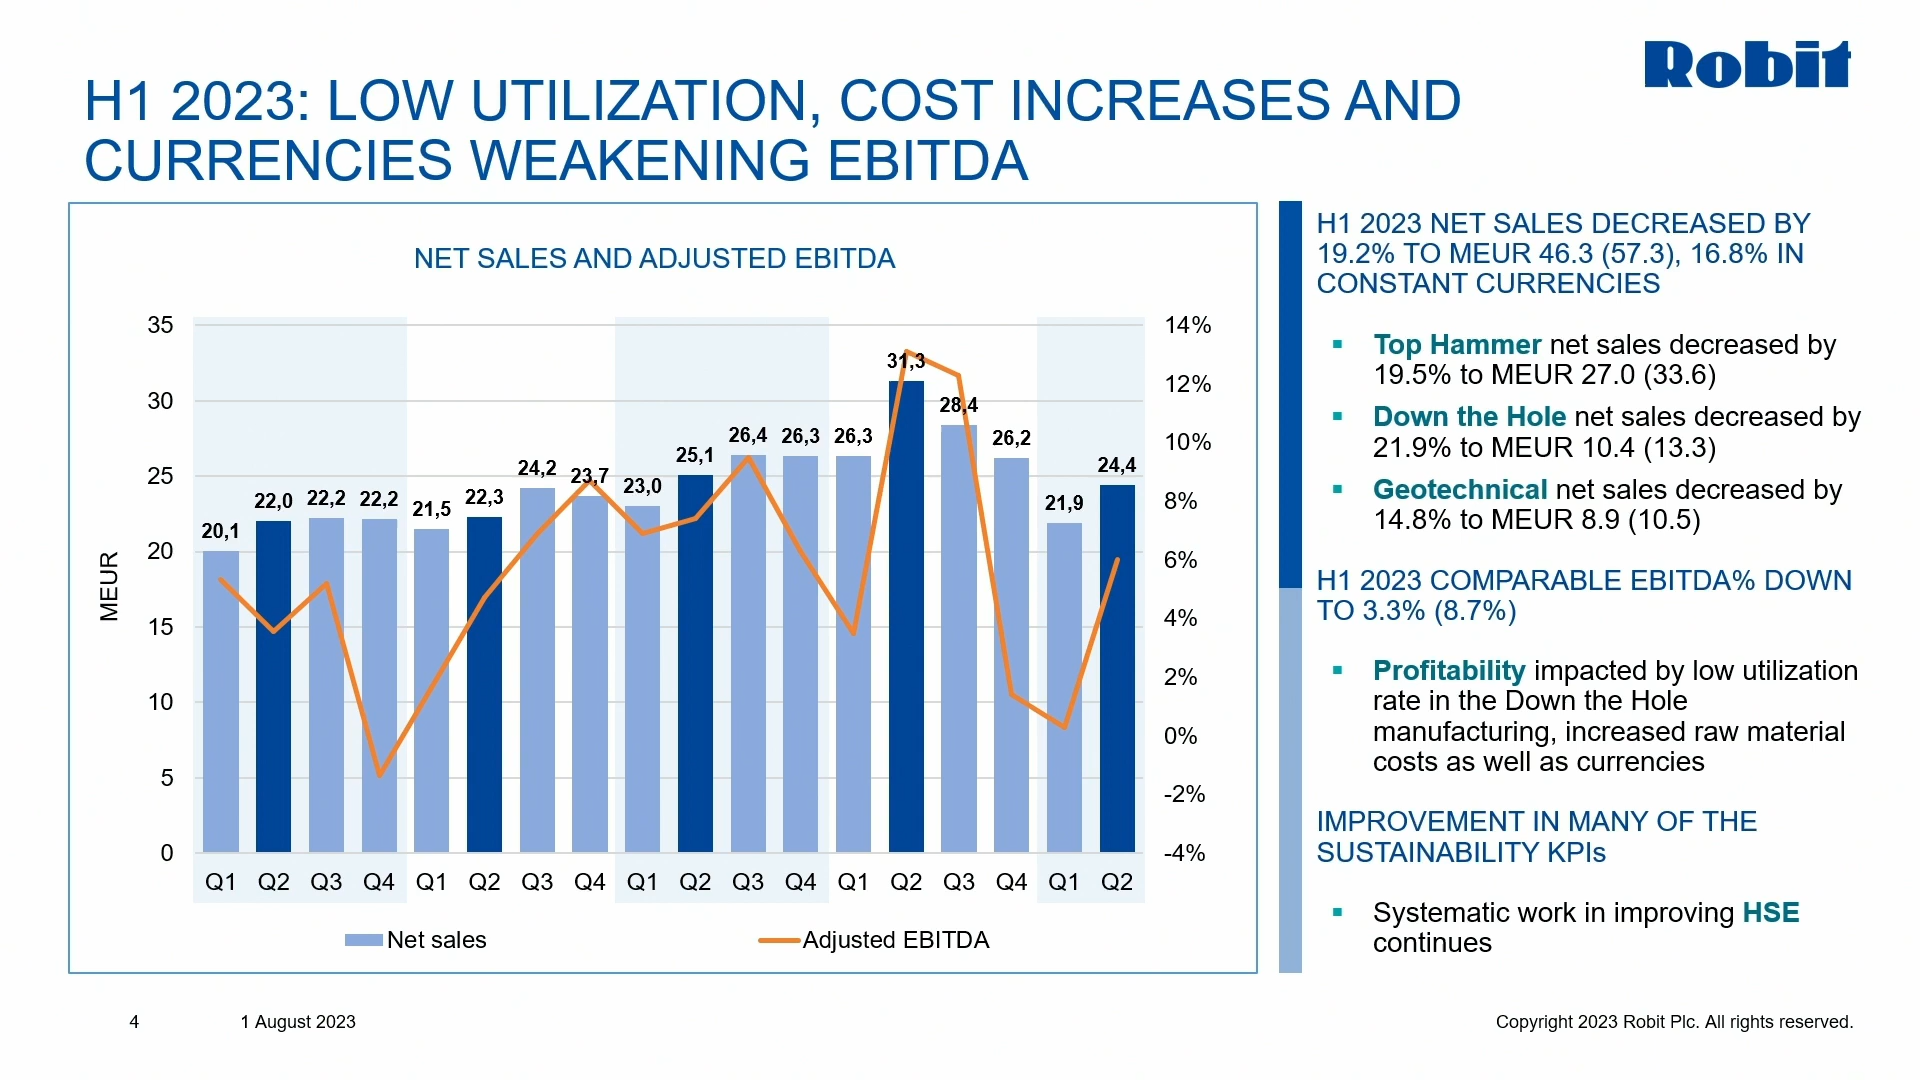 Robit
H1 2023: LOW UTILIZATION, COST INCREASES AND
CURRENCIES WEAKENING EBITDA
NET SALES AND ADJUSTED EBITDA
35
30
25
20
15
10
5
0
MEUR
14%
12%
10%
8%
6%
4%
2%
0%
-2%
-4%
20,1
22,0
22,2
22,2
21,5
22,3
24,2
23,7
23,0
25,1
26,4
26,3
26,3
31,3
28,4
26,2
21,9
24,4
Q1 Q2 Q3 Q4 Q1 Q2 Q3 Q4 Q1 Q2 Q3 Q4 Q1 Q2 Q3 Q4 Q1 Q2
Net sales
Adjusted EBITDA
H1 2023 NET SALES DECREASED BY
19.2% TO MEUR 46.3 (57.3), 16.8% IN
CONSTANT CURRENCIES
▪ Top Hammer net sales decreased by
19.5% to MEUR 27.0 (33.6)
▪ Down the Hole net sales decreased by
21.9% to MEUR 10.4 (13.3)
▪ Geotechnical net sales decreased by
14.8% to MEUR 8.9 (10.5)
H1 2023 COMPARABLE EBITDA% DOWN
TO 3.3% (8.7%)
▪ Profitability impacted by low utilization
rate in the Down the Hole
manufacturing, increased raw material
costs as well as currencies
IMPROVEMENT IN MANY OF THE
SUSTAINABILITY KPIs
▪ Systematic work in improving HSE
continues
4
1 August 2023
Copyright 2023 Robit Plc. All rights reserved.